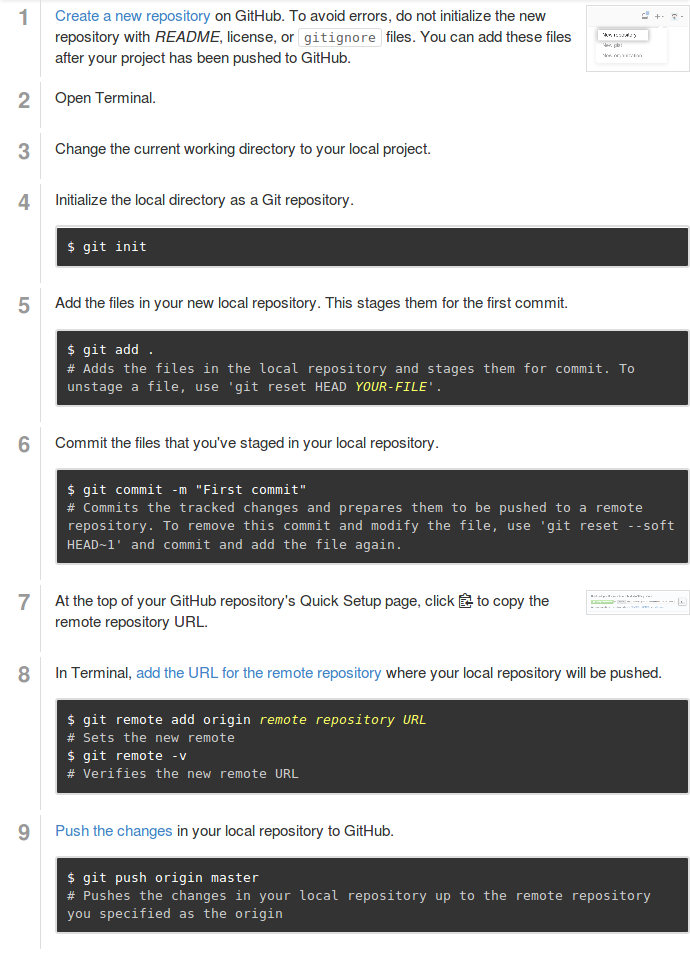 1
Create a new repository on GitHub. To avoid errors, do not initialize the new
repository with README, license, or gitignore files. You can add these files
after your project has been pushed to GitHub.
New repository
2
Open Terminal.
3
Change the current working directory to your local project.
4
Initialize the local directory as a Git repository.
$ git init
5
Add the files in your new local repository. This stages them for the first commit.
$ git add .
# Adds the files in the local repository and stages them for commit. To
unstage a file, use 'git reset HEAD YOUR-FILE'.
6
Commit the files that you've staged in your local repository.
$ git commit -m "First commit"
# Commits the tracked changes and prepares them to be pushed to a remote
repository. To remove this commit and modify the file, use 'git reset --soft
HEAD~1' and commit and add the file again.
7
At the top of your GitHub repository's Quick Setup page, click to copy the
remote repository URL.
8
In Terminal, add the URL for the remote repository where your local repository will be pushed.
$ git remote add origin remote repository URL
# Sets the new remote
$ git remote -v
# Verifies the new remote URL
9
Push the changes in your local repository to GitHub.
$ git push origin master
# Pushes the changes in your local repository up to the remote repository
you specified as the origin